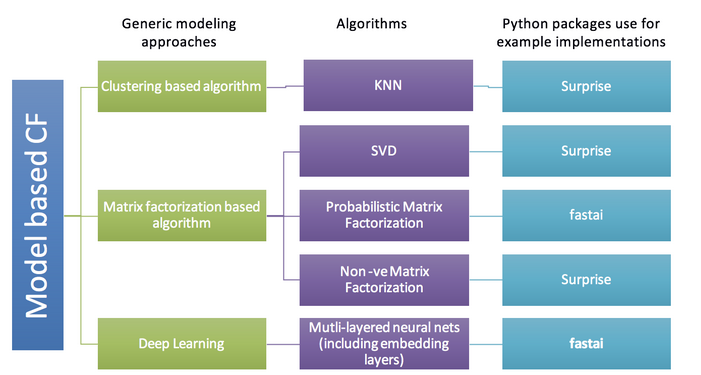 Generic modeling
approaches
Algorithms
Python packages use for
example implementations
Model based CF
Clustering based algorithm
KNN
Surprise
SVD
Surprise
Matrix factorization based
algorithm
Probabilistic Matrix
Factorization
fastai
Non -ve Matrix
Factorization
Surprise
Deep Learning
Mutli-layered neural nets
(including embedding
layers)
fastai